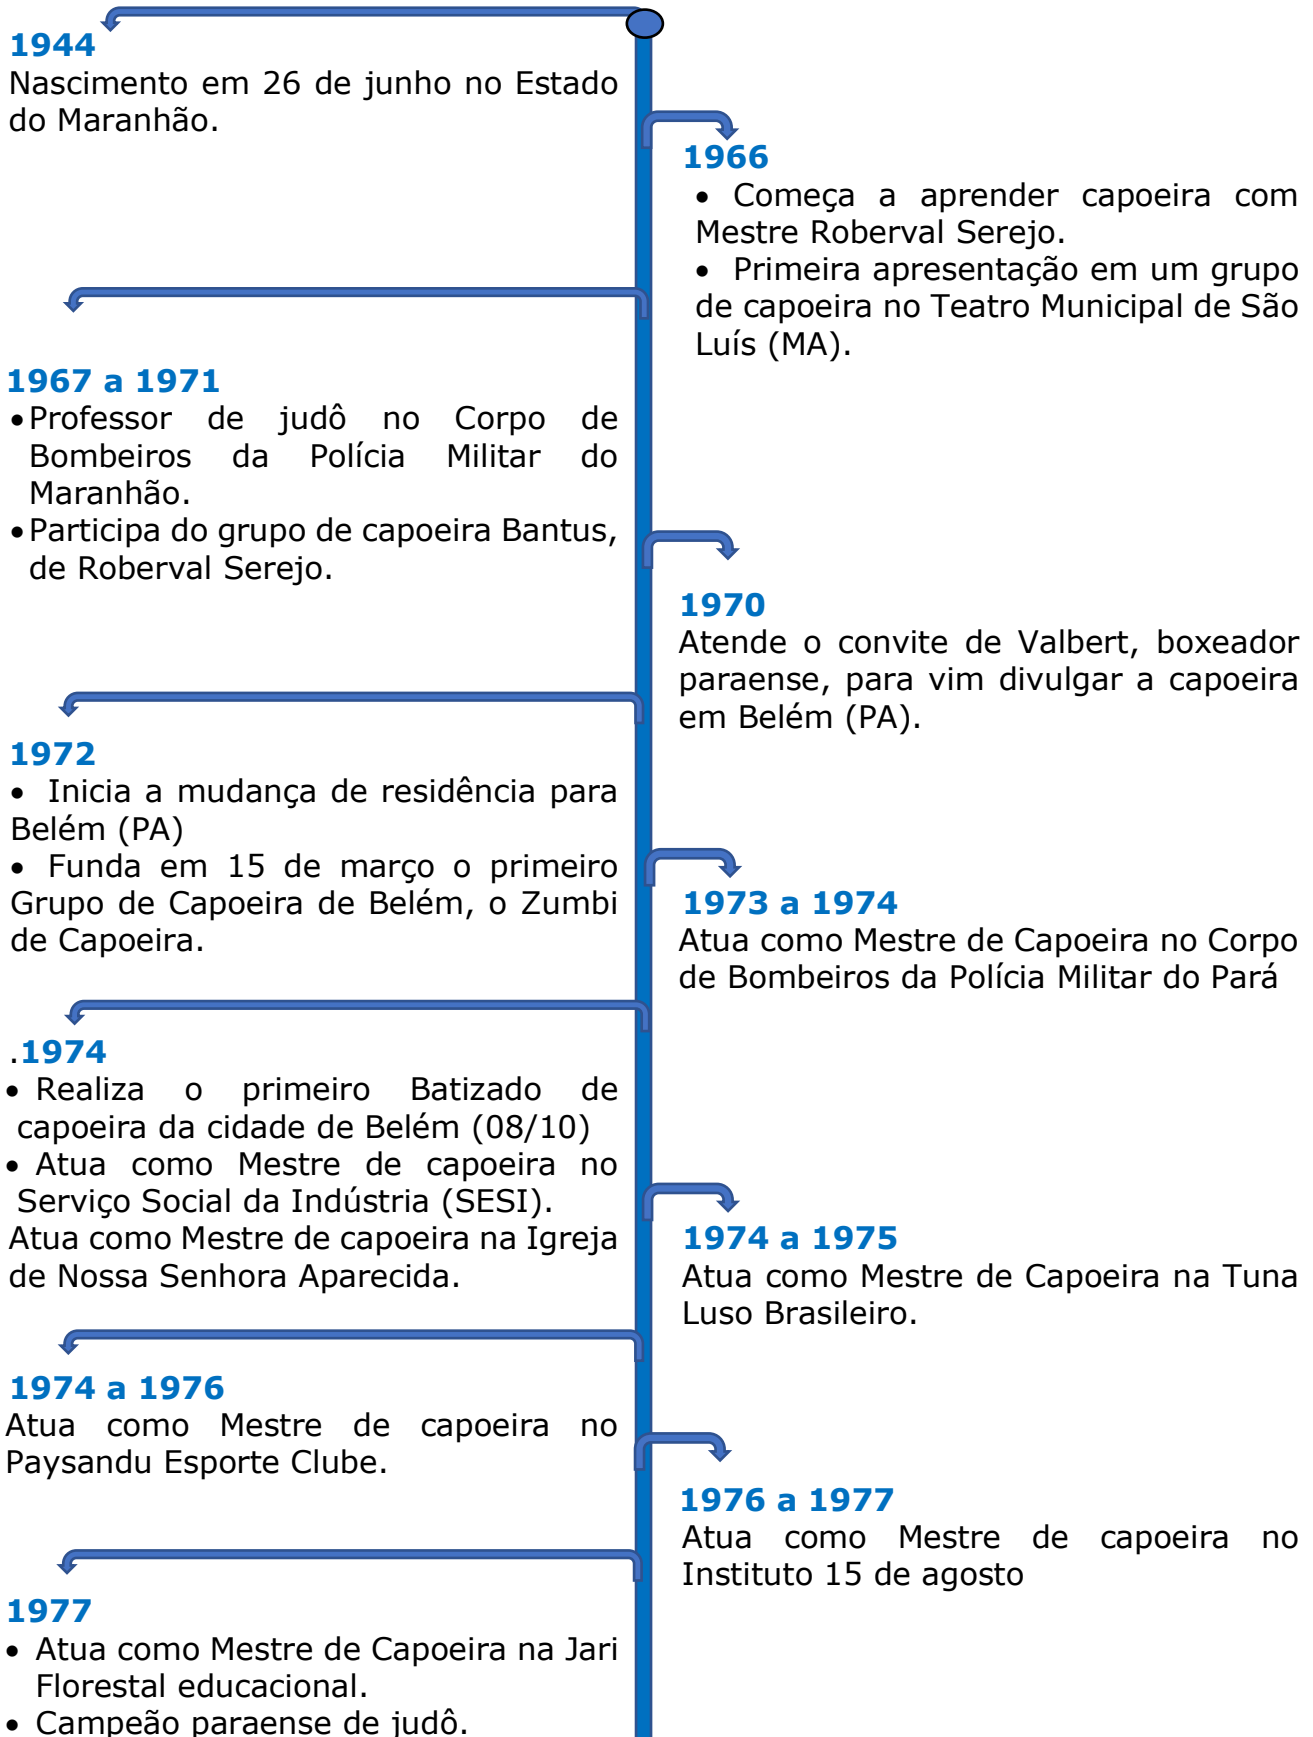 1944
Nascimento em 26 de junho no Estado
do Maranhão.
1966
• Começa a aprender capoeira com
Mestre Roberval Serejo.
• Primeira apresentação em um grupo
de capoeira no Teatro Municipal de São
Luís (MA).
1967 a 1971
• Professor de judô no Corpo de
Bombeiros da Polícia Militar do
Maranhão.
• Participa do grupo de capoeira Bantus,
de Roberval Serejo.
1970
Atende o convite de Valbert, boxeador
paraense, para vim divulgar a capoeira
em Belém (PA).
1972
• Inicia a mudança de residência para
Belém (PA)
• Funda em 15 de março o primeiro
Grupo de Capoeira de Belém, o Zumbi
de Capoeira.
1973 a 1974
Atua como Mestre de Capoeira no Corpo
de Bombeiros da Polícia Militar do Pará
.1974
• Realiza o primeiro Batizado de
capoeira da cidade de Belém (08/10)
• Atua como Mestre de capoeira no
Serviço Social da Indústria (SESI).
Atua como Mestre de capoeira na Igreja
de Nossa Senhora Aparecida.
1974 a 1975
Atua como Mestre de Capoeira na Tuna
Luso Brasileiro.
1974 a 1976
Atua como Mestre de capoeira no
Paysandu Esporte Clube.
1976 a 1977
Atua como Mestre de capoeira no
Instituto 15 de agosto
1977
• Atua como Mestre de Capoeira na Jari
Florestal educacional.
• Campeão paraense de judô.